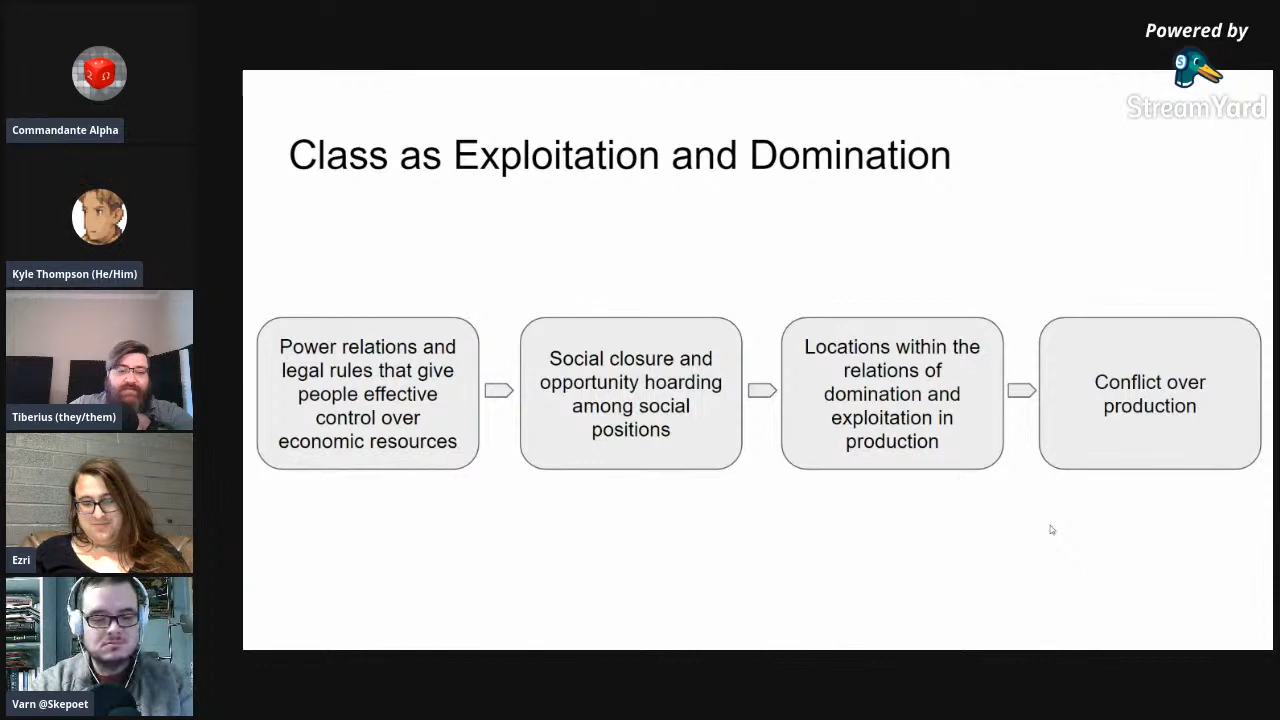 Powered by
StreamYard
Commandante Alpha
Kyle Thompson (He/Him)
Tiberius (they/them)
Ezri
Varn @Skepoet
Class as Exploitation and Domination
Power relations and
legal rules that give
people effective
control over
economic resources
Social closure and
opportunity hoarding
among social
positions
Locations within the
relations of
domination and
exploitation in
production
Conflict over
production